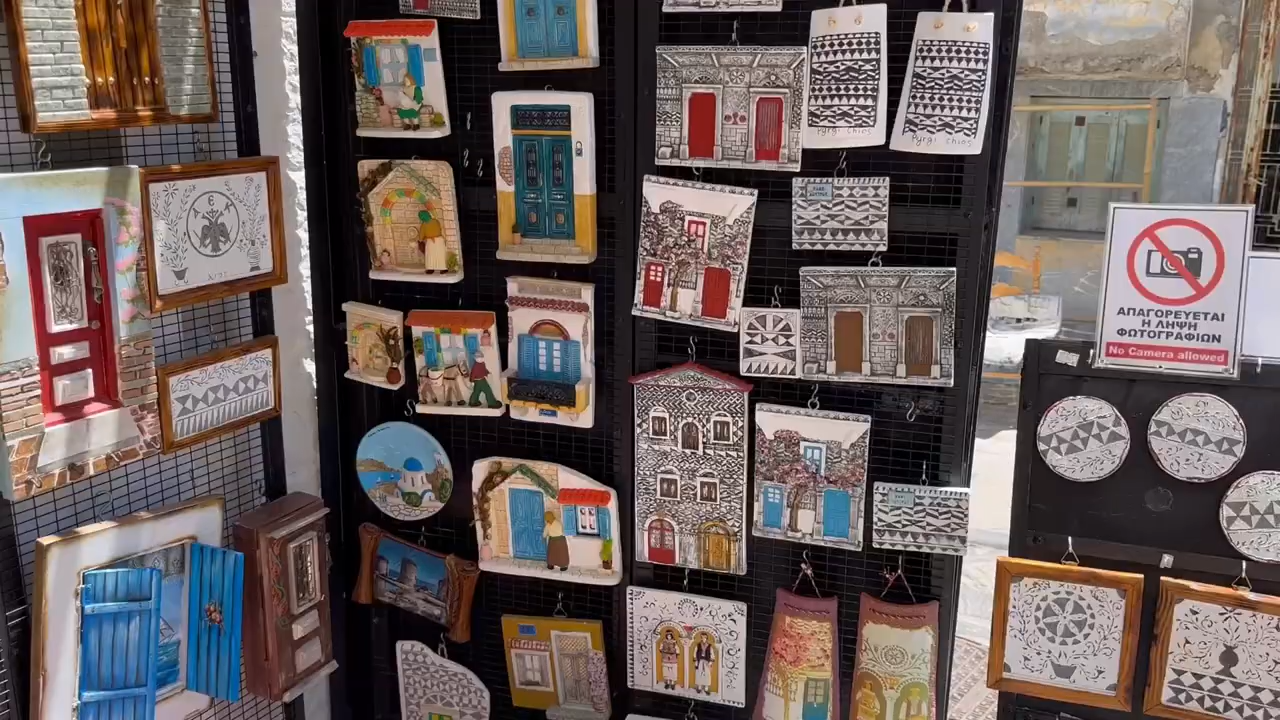 Pyrgi Chios
Pyrgi Chios
ΑΠΑΓΟΡΕΥΕΤΑΙ
Η ΛΗΨΗ
ΦΩΤΟΓΡΑΦΙΩΝ
No Camera allowed